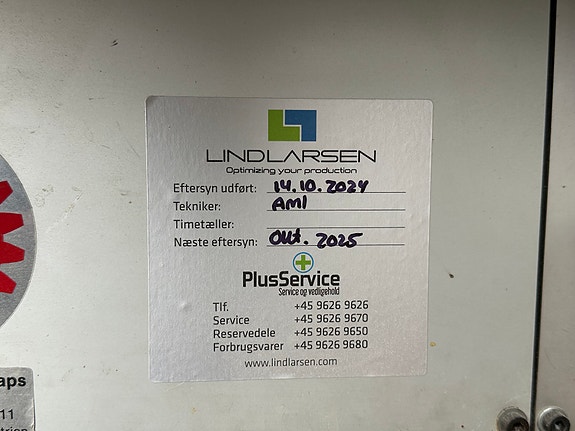 LINDLARSEN
Optimizing your production
Eftersyn udført: 14.10.2024
Tekniker: AMI
Timetæller:
Næste eftersyn: Okt. 2025
PlusService
Service og vedligehold
Tlf. +45 9626 9626
Service +45 9626 9670
Reservedele +45 9626 9650
Forbrugsvarer +45 9626 9680
www.lindlarsen.com
aps
11